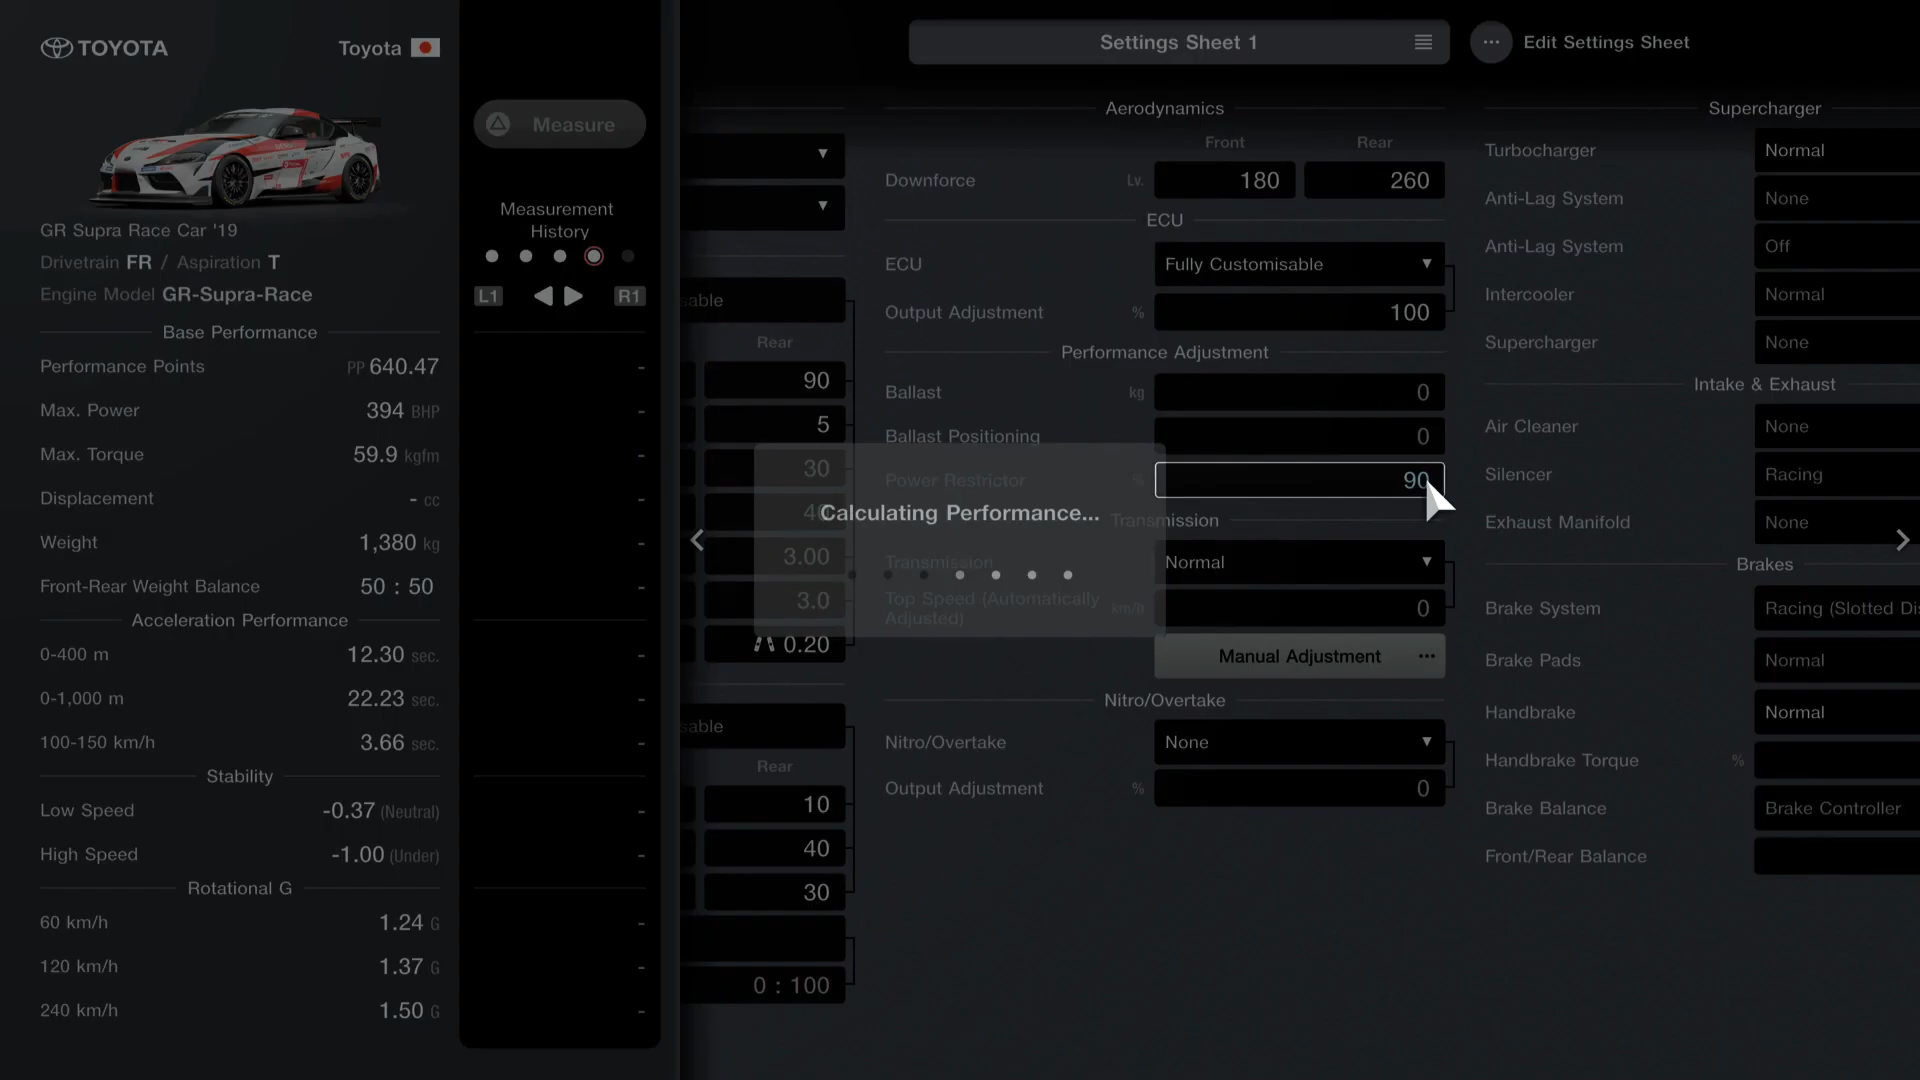 TOYOTA
Toyota
GR Supra Race Car '19
Drivetrain FR / Aspiration T
Engine Model GR-Supra-Race
Base Performance
Performance Points PP 640.47
Max. Power 394 BHP
Max. Torque 59.9 kgfm
Displacement - cc
Weight 1,380 kg
Front-Rear Weight Balance 50 : 50
Acceleration Performance
0-400 m 12.30 sec.
0-1,000 m 22.23 sec.
100-150 km/h 3.66 sec.
Stability
Low Speed -0.37 (Neutral)
High Speed -1.00 (Under)
Rotational G
60 km/h 1.24 G
120 km/h 1.37 G
240 km/h 1.50 G
Measure
Measurement
History
L1 R1
-
-
-
-
-
-
-
-
-
-
-
-
-
-
Settings Sheet 1
Edit Settings Sheet
sable
Rear
90
5
30
40
3.00
3.0
0.20
sable
Rear
10
40
30
0 : 100
Aerodynamics
Front Rear
Downforce Lv. 180 260
ECU
ECU Fully Customisable
Output Adjustment % 100
Performance Adjustment
Ballast kg 0
Ballast Positioning 0
Power Restrictor % 90
Calculating Performance...
Transmission
Transmission Normal
Top Speed (Automatically
Adjusted) km/h 0
Manual Adjustment ...
Nitro/Overtake
Nitro/Overtake None
Output Adjustment % 0
Supercharger
Turbocharger Normal
Anti-Lag System None
Anti-Lag System Off
Intercooler Normal
Supercharger None
Intake & Exhaust
Air Cleaner None
Silencer Racing
Exhaust Manifold None
Brakes
Brake System Racing (Slotted Dis
Brake Pads Normal
Handbrake Normal
Handbrake Torque %
Brake Balance Brake Controller
Front/Rear Balance